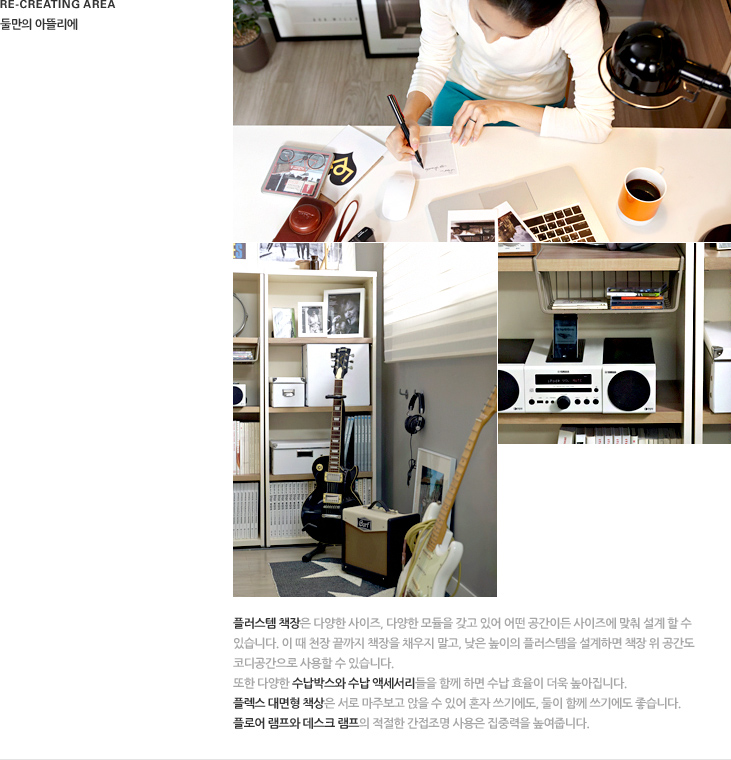 RE-CREATING AREA
둘만의 아뜰리에
플러스템 책장은 다양한 사이즈, 다양한 모듈을 갖고 있어 어떤 공간이든 사이즈에 맞춰 설계 할 수
있습니다. 이 때 천장 끝까지 책장을 채우지 말고, 낮은 높이의 플러스템을 설계하면 책장 위 공간도
코디공간으로 사용할 수 있습니다.
또한 다양한 수납박스와 수납 액세서리들을 함께 하면 수납 효율이 더욱 높아집니다.
플렉스 대면형 책상은 서로 마주보고 앉을 수 있어 혼자 쓰기에도, 둘이 함께 쓰기에도 좋습니다.
플로어 램프와 데스크 램프의 적절한 간접조명 사용은 집중력을 높여줍니다.